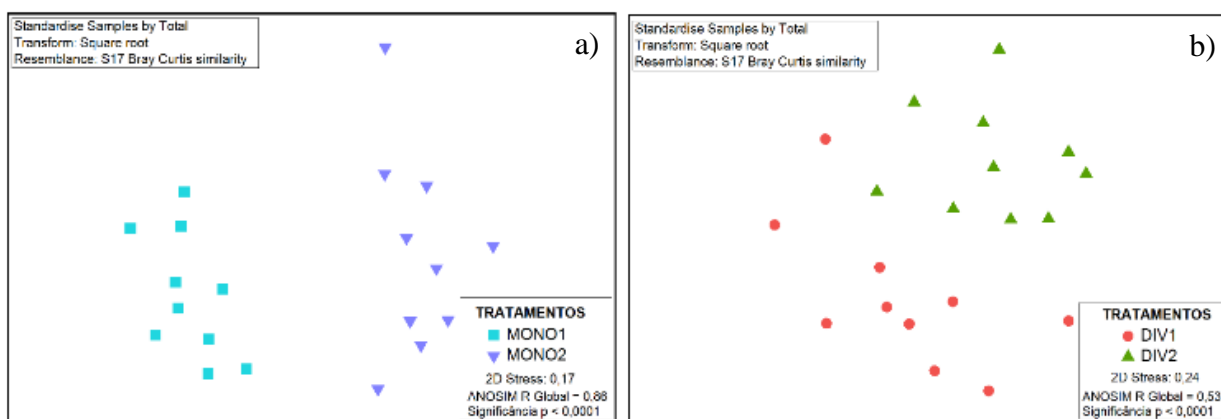 Standardise Samples by Total
Transform: Square root
Resemblance: S17 Bray Curtis similarity
a)
TRATAMENTOS
MONO1
MONO2
2D Stress: 0,17
ANOSIM R Global = 0,86
Significância p < 0,0001
Standardise Samples by Total
Transform: Square root
Resemblance: S17 Bray Curtis similarity
b)
TRATAMENTOS
DIV1
DIV2
2D Stress: 0,24
ANOSIM R Global = 0,53
Significância p < 0,0001